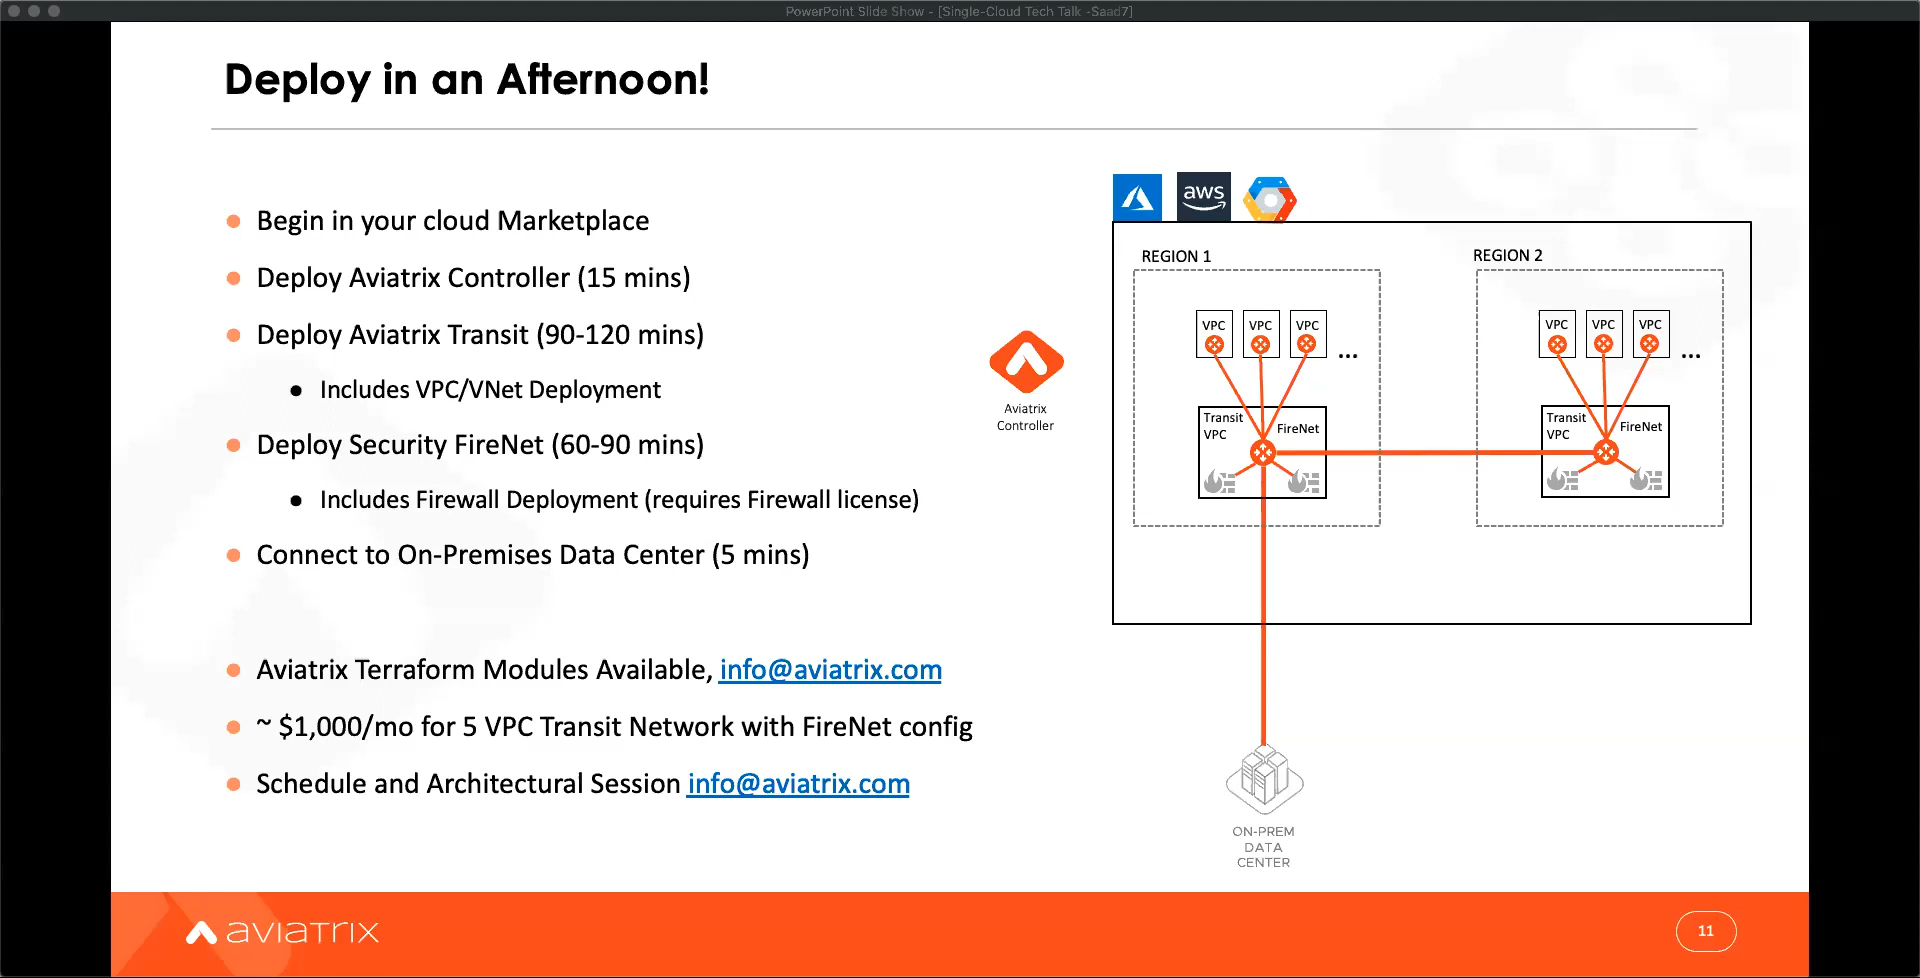 PowerPoint Slide Show - [Single-Cloud Tech Talk -Saad7]
Deploy in an Afternoon!
Begin in your cloud Marketplace
Deploy Aviatrix Controller (15 mins)
Deploy Aviatrix Transit (90-120 mins)
Includes VPC/VNet Deployment
Deploy Security FireNet (60-90 mins)
Includes Firewall Deployment (requires Firewall license)
Connect to On-Premises Data Center (5 mins)
Aviatrix Terraform Modules Available, info@aviatrix.com
~ $1,000/mo for 5 VPC Transit Network with FireNet config
Schedule and Architectural Session info@aviatrix.com
Aviatrix
Controller
aws
REGION 1
VPC
VPC
VPC
...
Transit
VPC
FireNet
REGION 2
VPC
VPC
VPC
...
Transit
VPC
FireNet
ON-PREM
DATA
CENTER
aviatrix
11